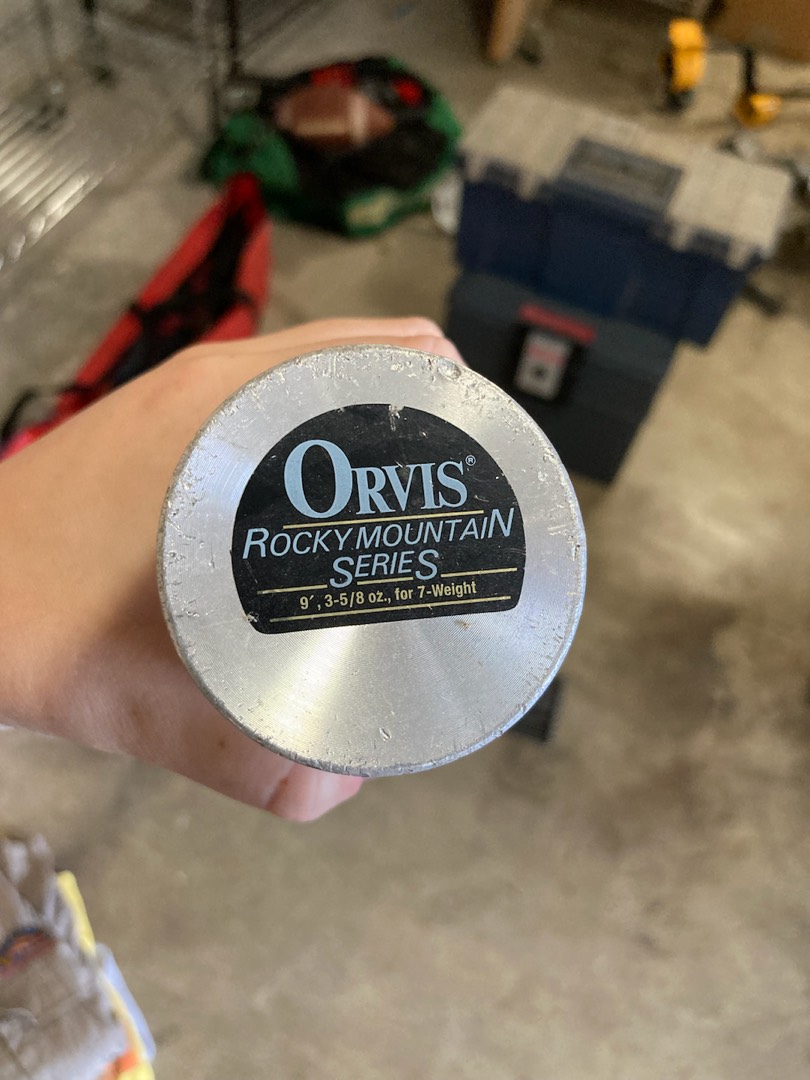 ORVIS®
ROCKY MOUNTAIN
SERIES
9′, 3-5/8 oz., for 7-Weight